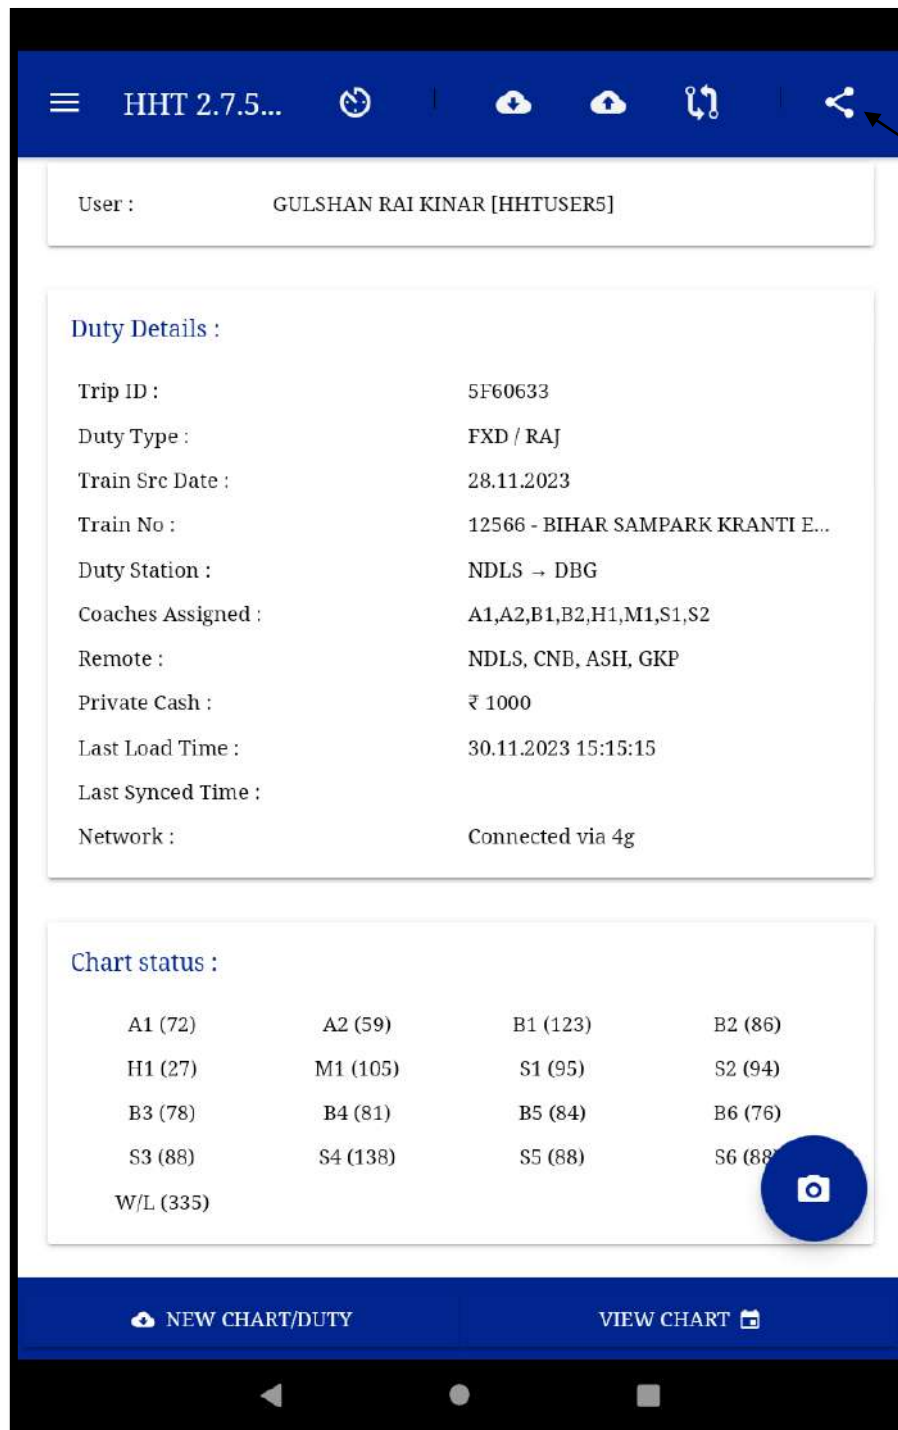 HHT 2.7.5...
User : GULSHAN RAI KINAR [HHTUSER5]
Duty Details :
Trip ID : 5F60633
Duty Type : FXD / RAJ
Train Src Date : 28.11.2023
Train No : 12566 - BIHAR SAMPARK KRANTI E...
Duty Station : NDLS → DBG
Coaches Assigned : A1,A2,B1,B2,H1,M1,S1,S2
Remote : NDLS, CNB, ASH, GKP
Private Cash : ₹ 1000
Last Load Time : 30.11.2023 15:15:15
Last Synced Time :
Network : Connected via 4g
Chart status :
A1 (72) A2 (59) B1 (123) B2 (86)
H1 (27) M1 (105) S1 (95) S2 (94)
B3 (78) B4 (81) B5 (84) B6 (76)
S3 (88) S4 (138) S5 (88) S6 (88
W/L (335)
NEW CHART/DUTY VIEW CHART